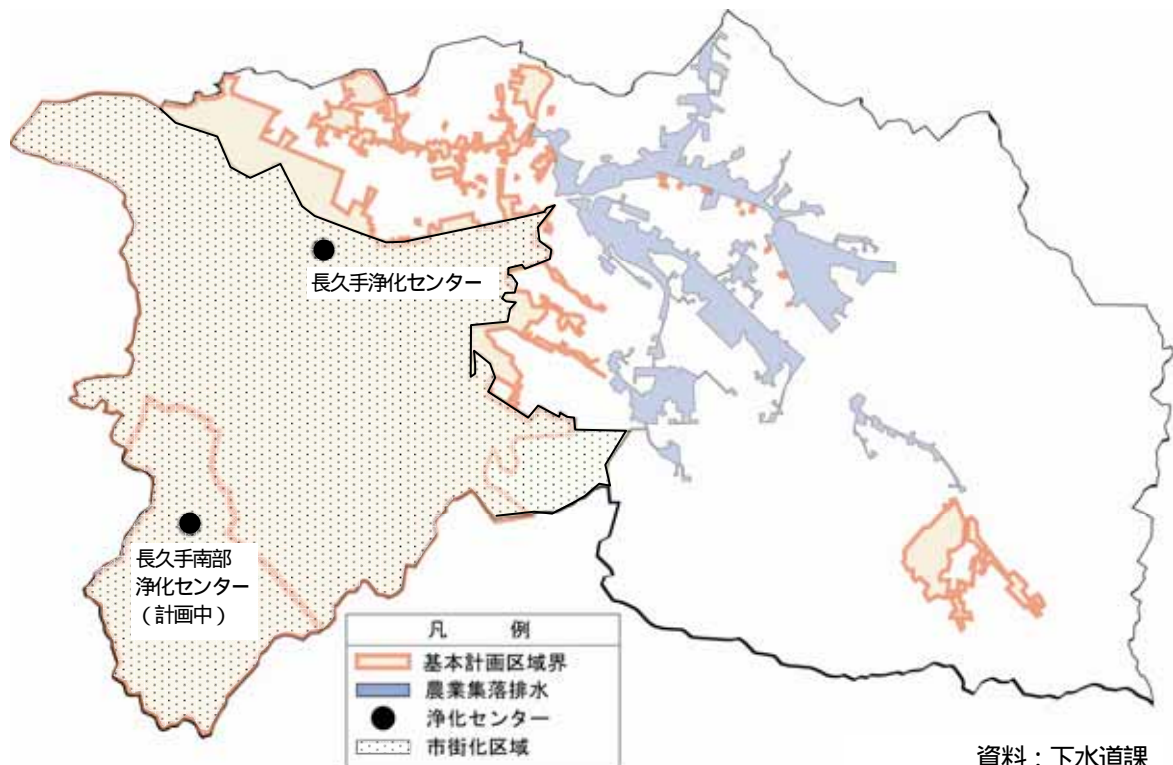 長久手浄化センター
長久手南部
浄化センター
（計画中）
凡　例
基本計画区域界
農業集落排水
浄化センター
市街化区域
資料：下水道課